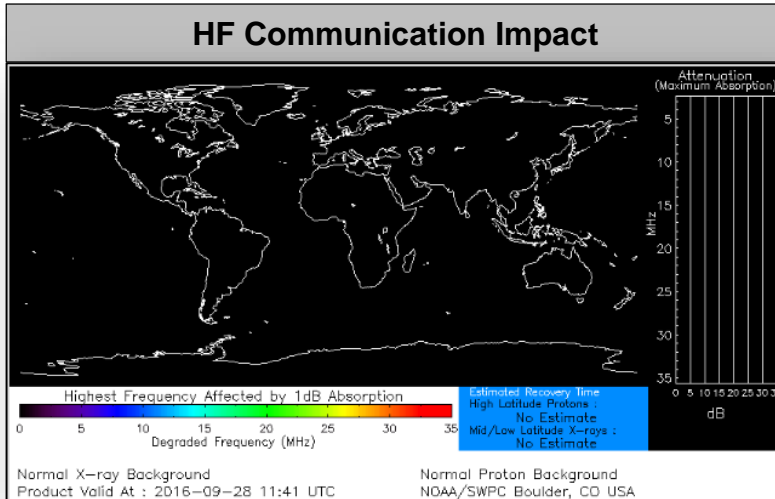 HF Communication Impact
Attenuation
(Maximum Absorption)
5
10
15
20
25
30
35
MHz
0 5 10 15 20 25 30
dB
Highest Frequency Affected by 1dB Absorption
0 5 10 15 20 25 30 35
Degraded Frequency (MHz)
Estimated Recovery Time
High Latitude Protons :
No Estimate
Mid/Low Latitude X-rays :
No Estimate
Normal X-ray Background
Product Valid At : 2016-09-28 11:41 UTC
Normal Proton Background
NOAA/SWPC Boulder, CO USA